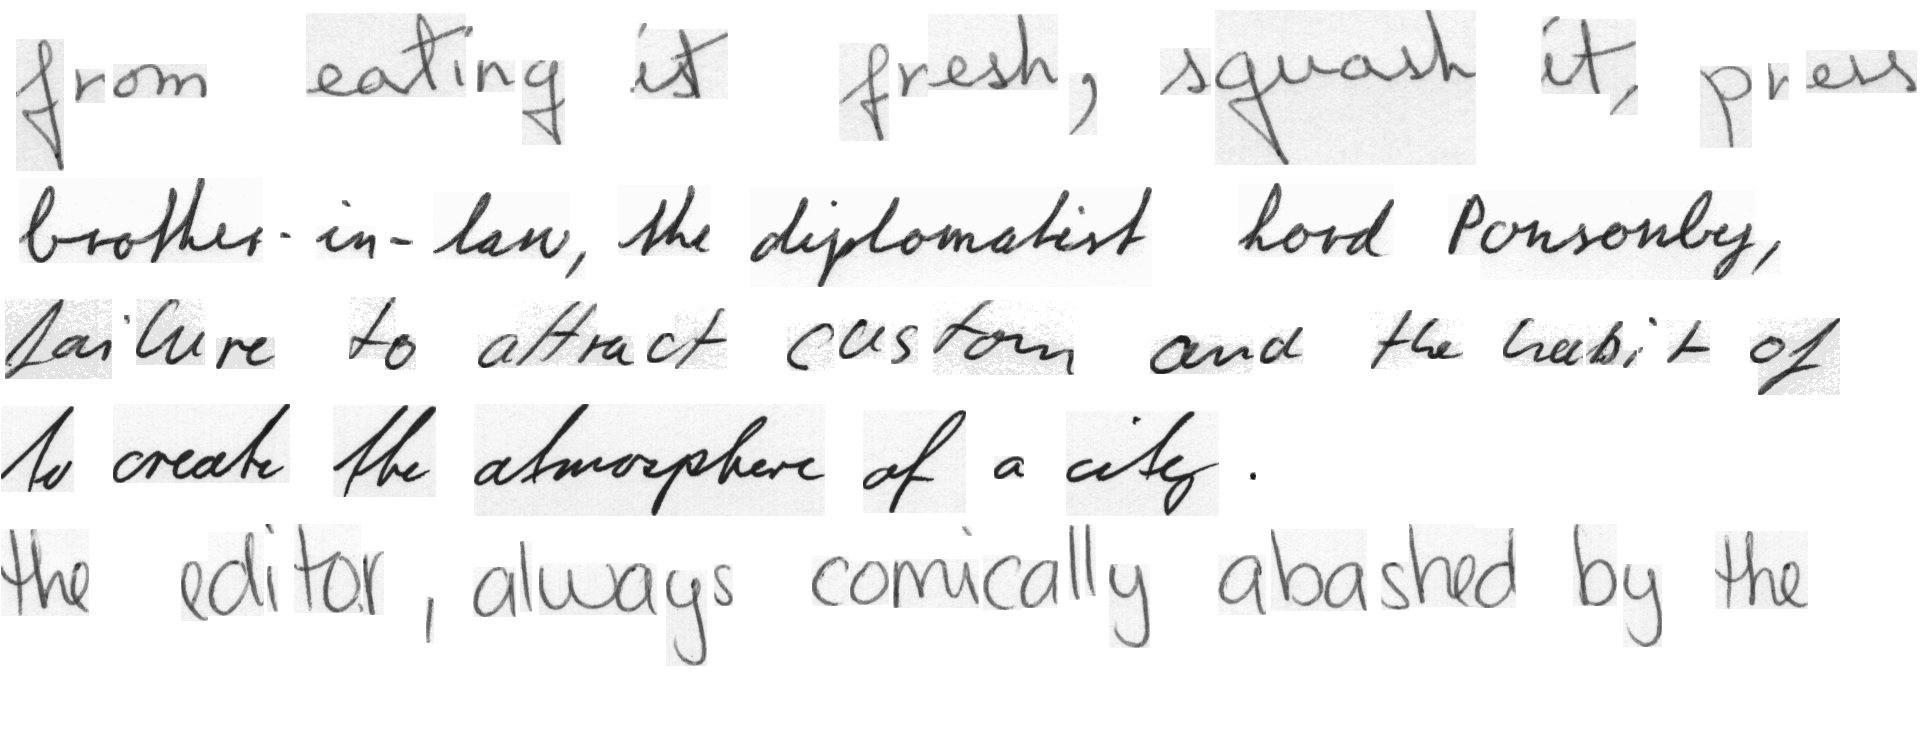 from eating it fresh, squash it, press
brother-in-law, the diplomatist Lord Ponsonby,
failure to attract custom and the habit of
to create the atmosphere of a city.
the editor, always comically abashed by the